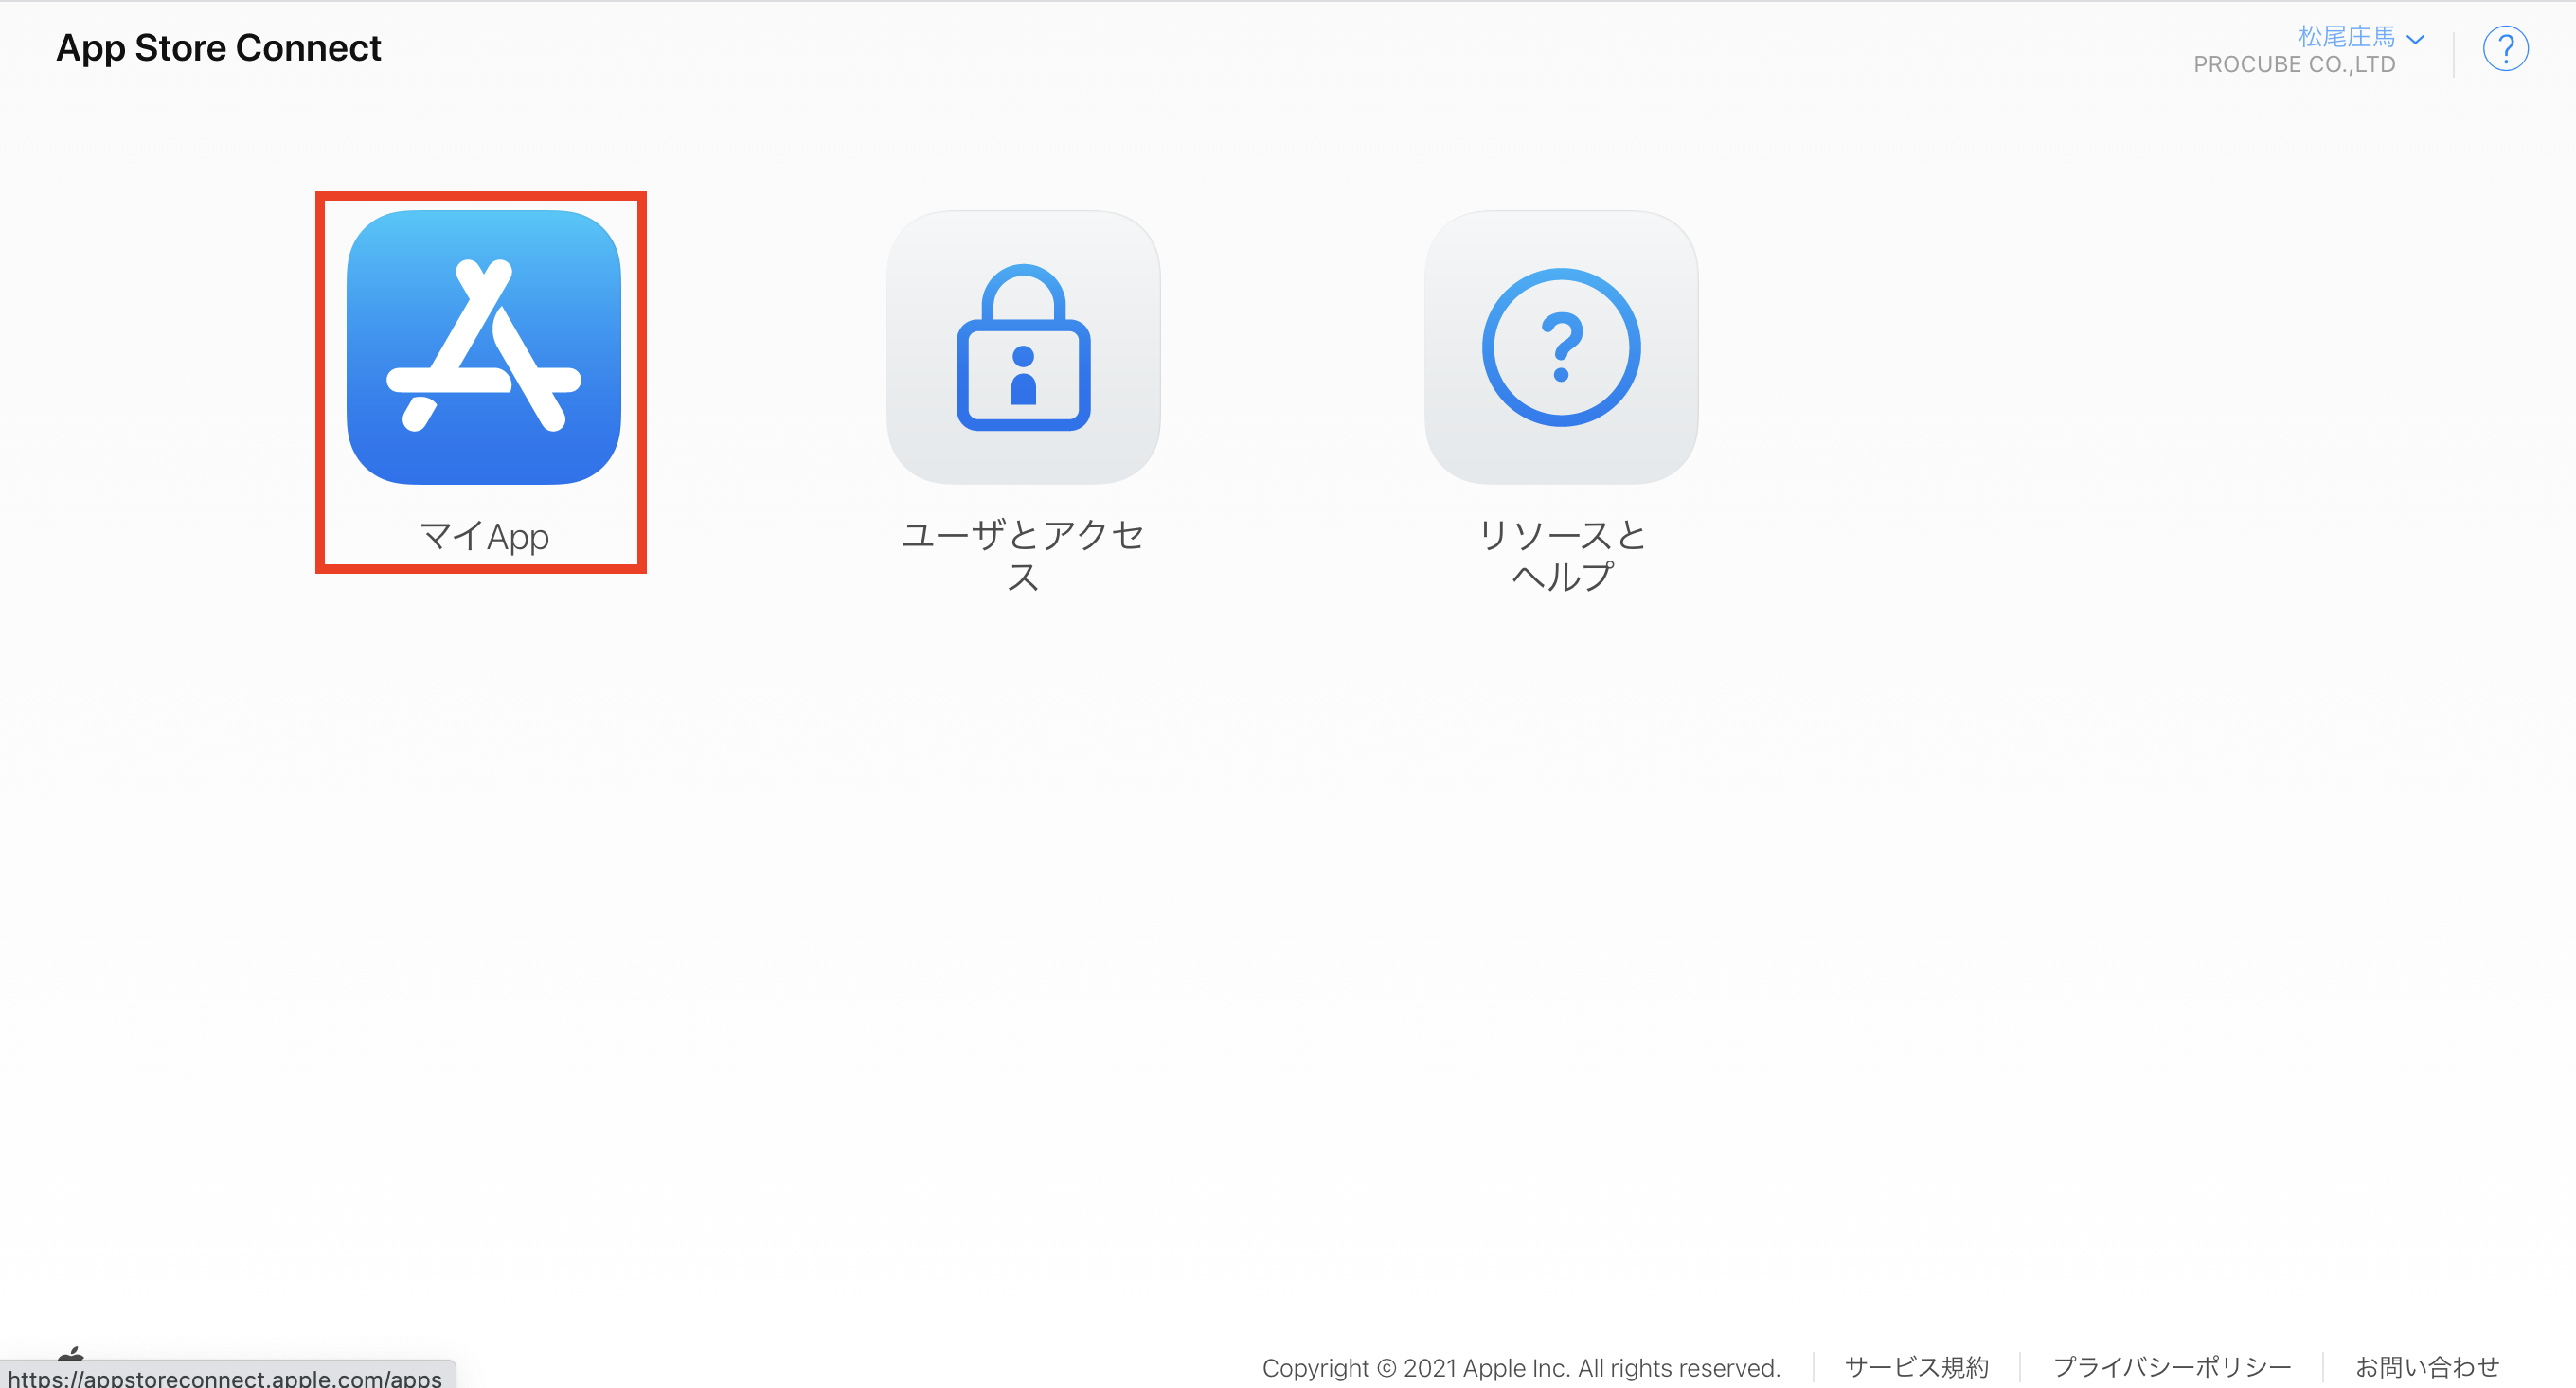 App Store Connect
松尾庄馬
PROCUBE CO.,LTD
?
マイApp
ユーザとアクセ
ス
リソースと
ヘルプ
https://appstoreconnect.apple.com/apps
Copyright © 2021 Apple Inc. All rights reserved.
サービス規約
プライバシーポリシー
お問い合わせ